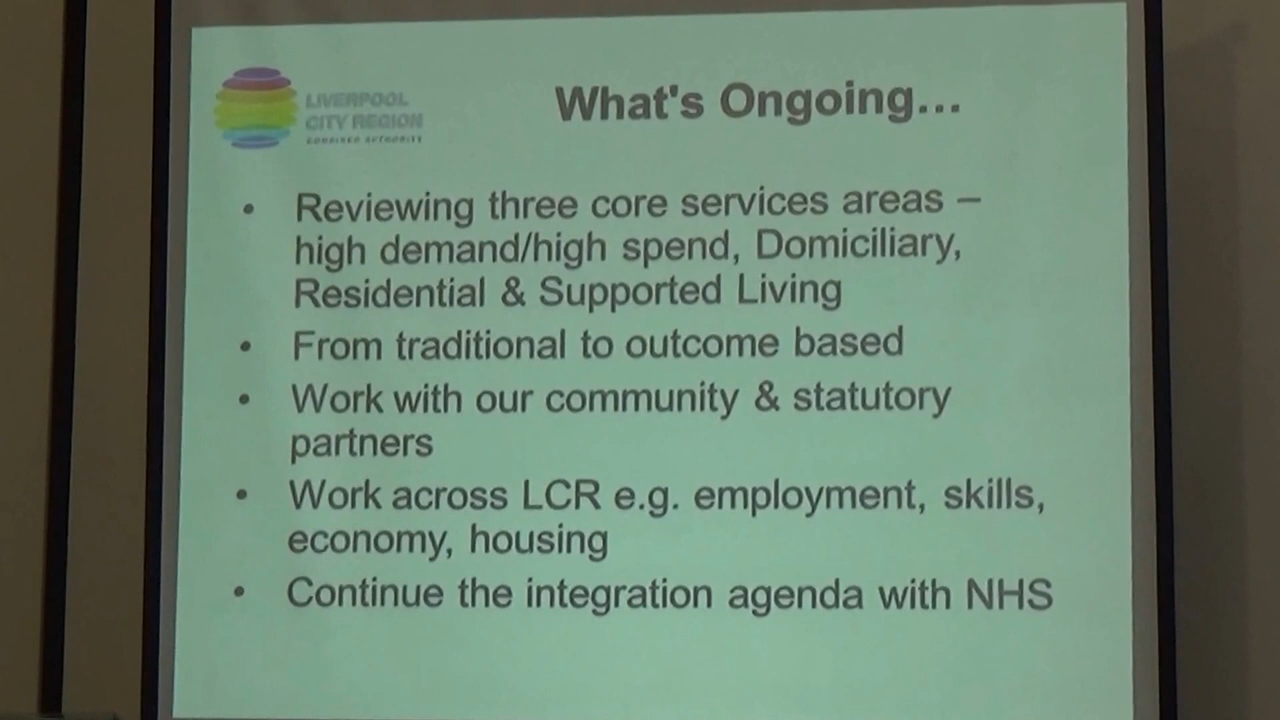 LIVERPOOL
CITY REGION
COMBINED AUTHORITY
What's Ongoing...
• Reviewing three core services areas –
high demand/high spend, Domiciliary,
Residential & Supported Living
• From traditional to outcome based
• Work with our community & statutory
partners
• Work across LCR e.g. employment, skills,
economy, housing
• Continue the integration agenda with NHS